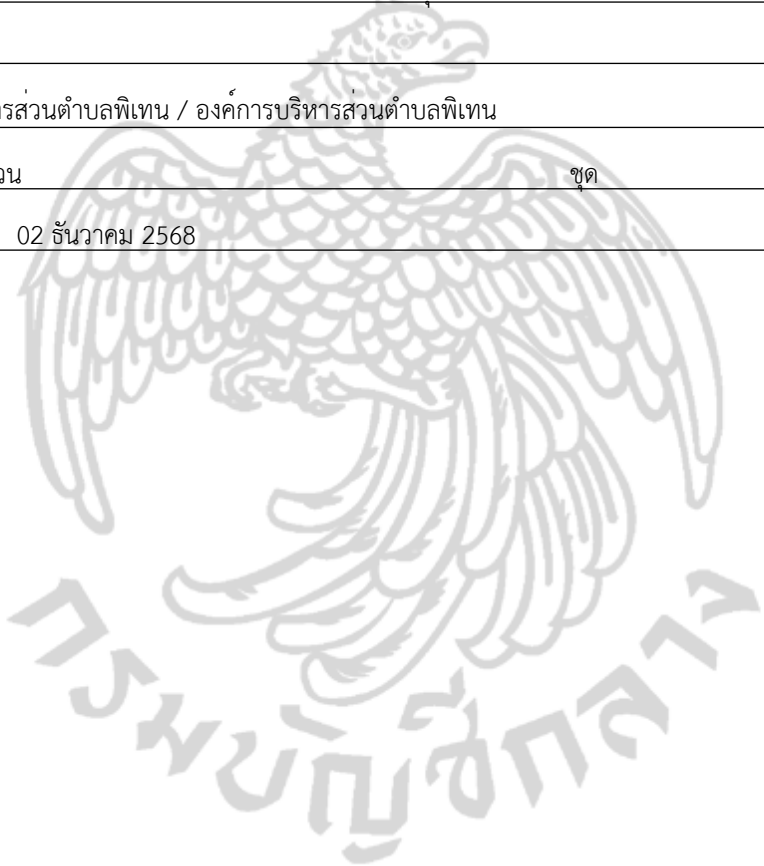 รส่วนตำบลพิเทน / องค์การบริหารส่วนตำบลพิเทน
วน ชุด
02 ธันวาคม 2568
กรมบัญชีกลาง